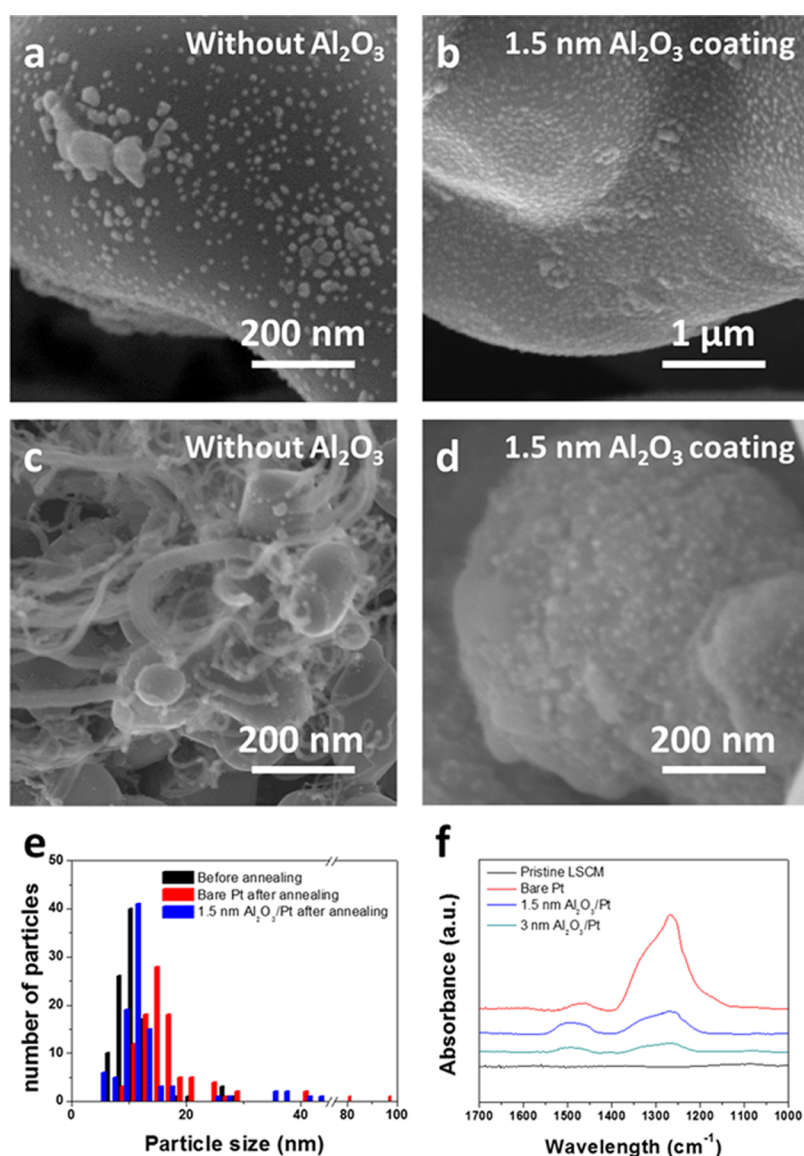 a Without Al₂O₃
200 nm
b 1.5 nm Al₂O₃ coating
1 μm
c Without Al₂O₃
200 nm
d 1.5 nm Al₂O₃ coating
200 nm
e
50
40
30
20
10
0
0 20 40 80 100
number of particles
Particle size (nm)
Before annealing
Bare Pt after annealing
1.5 nm Al₂O₃/Pt after annealing
f
Pristine LSCM
Bare Pt
1.5 nm Al₂O₃/Pt
3 nm Al₂O₃/Pt
Absorbance (a.u.)
1700 1600 1500 1400 1300 1200 1100 1000
Wavelength (cm⁻¹)